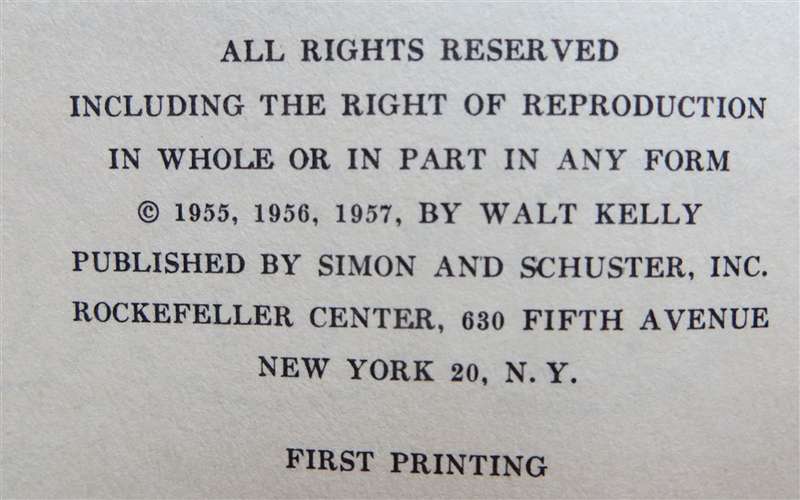 ALL RIGHTS RESERVED
INCLUDING THE RIGHT OF REPRODUCTION
IN WHOLE OR IN PART IN ANY FORM
© 1955, 1956, 1957, BY WALT KELLY
PUBLISHED BY SIMON AND SCHUSTER, INC.
ROCKEFELLER CENTER, 630 FIFTH AVENUE
NEW YORK 20, N. Y.
FIRST PRINTING